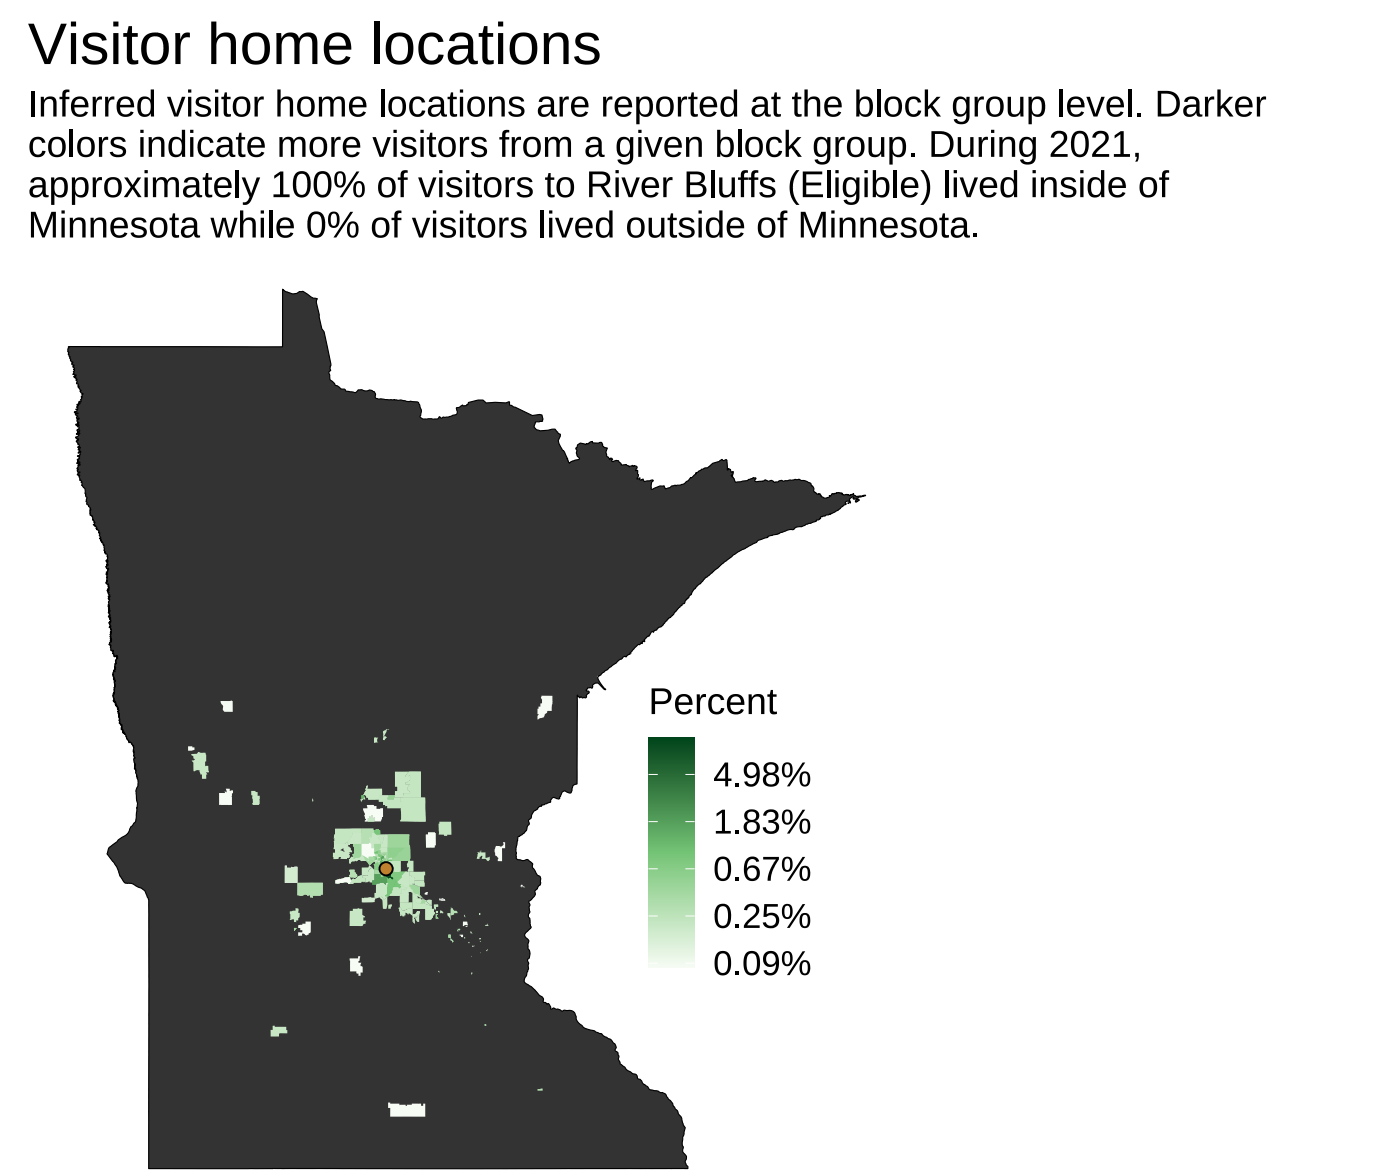 Visitor home locations
Inferred visitor home locations are reported at the block group level. Darker
colors indicate more visitors from a given block group. During 2021,
approximately 100% of visitors to River Bluffs (Eligible) lived inside of
Minnesota while 0% of visitors lived outside of Minnesota.
Percent
4.98%
1.83%
0.67%
0.25%
0.09%